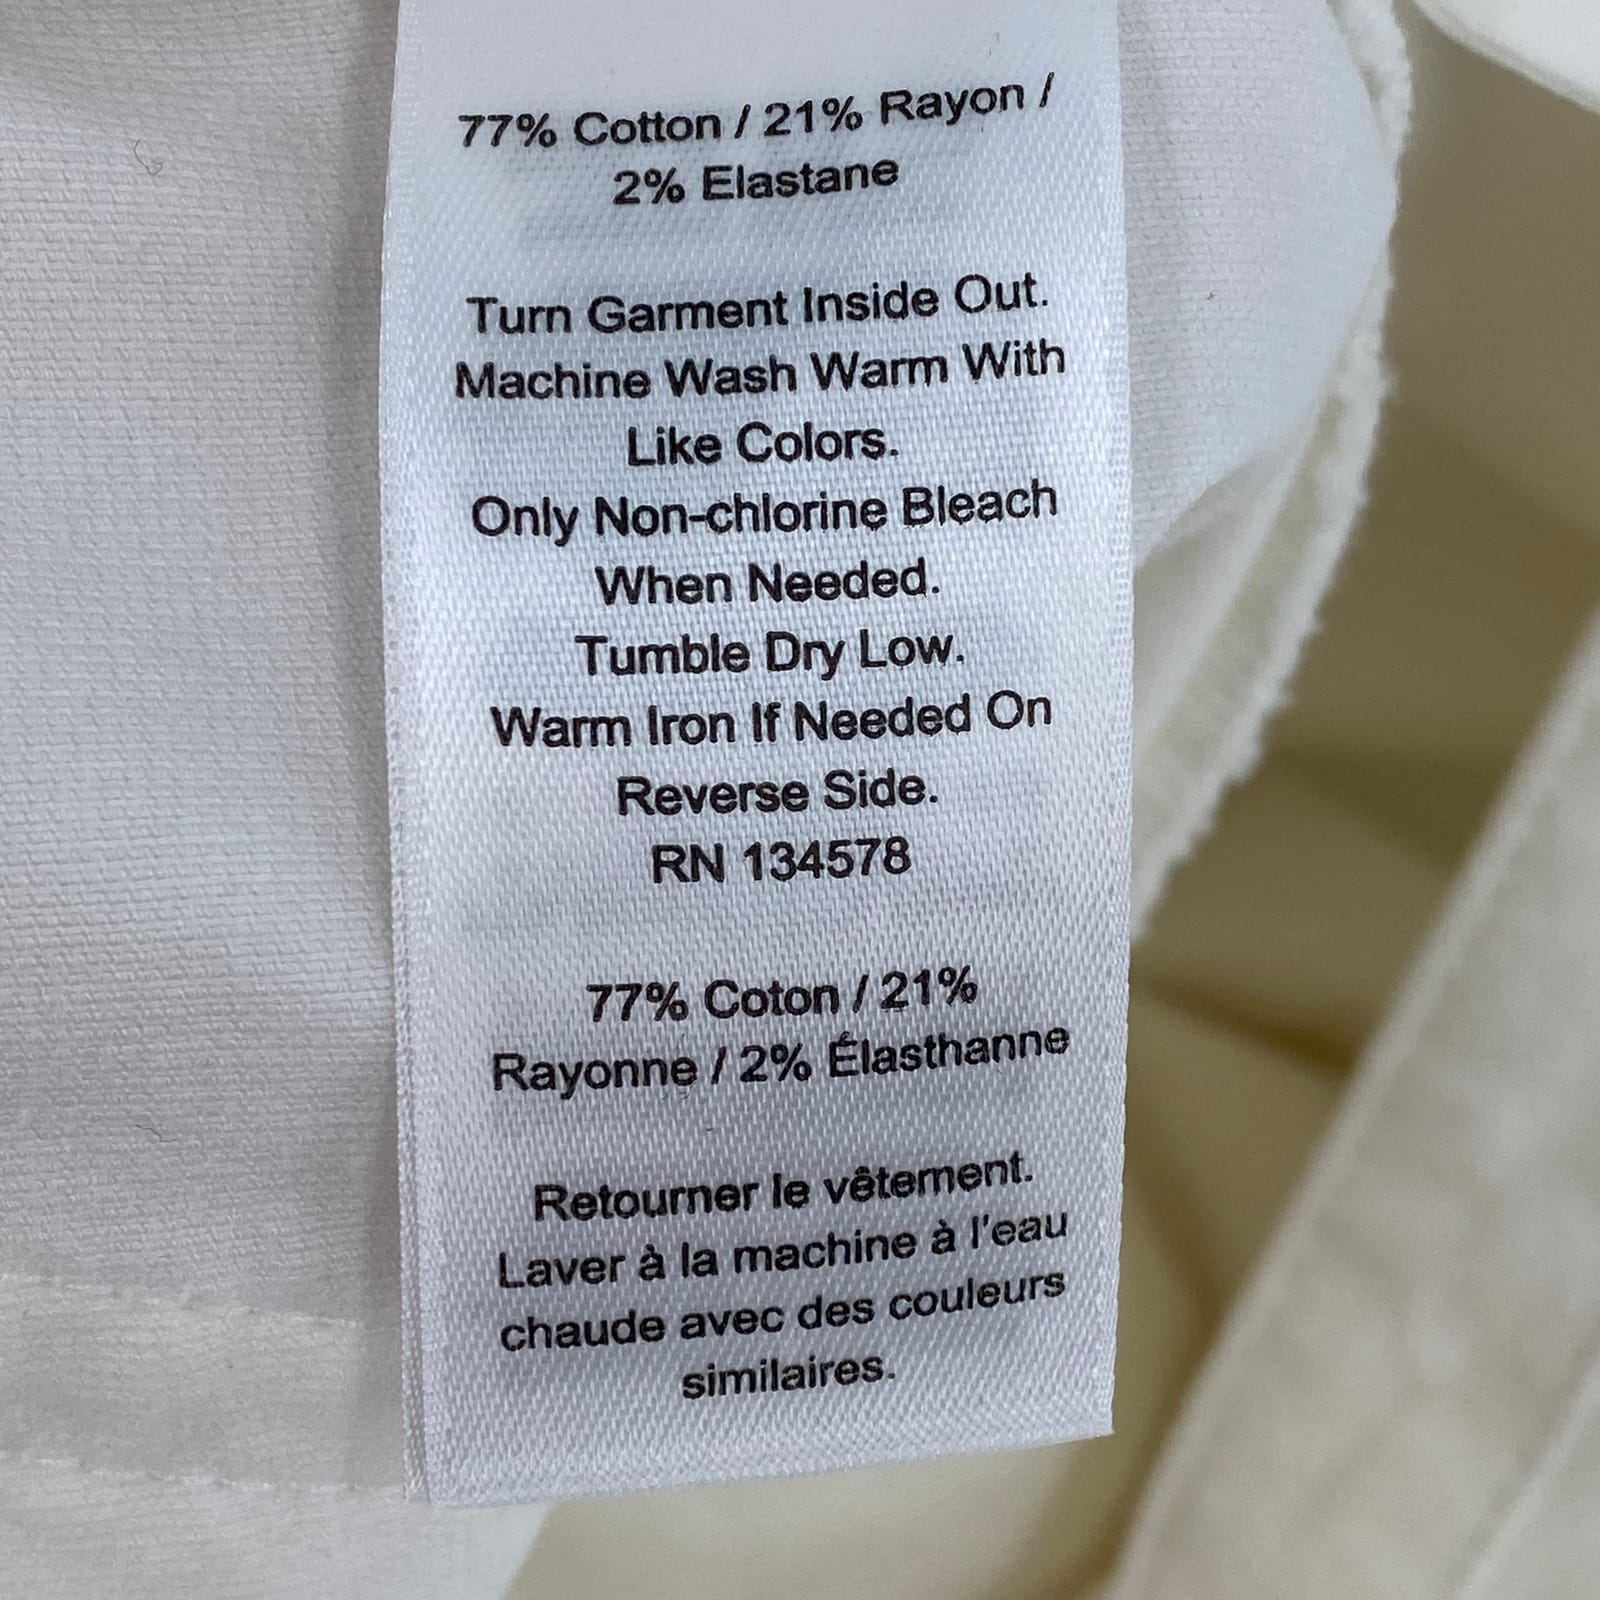 77% Cotton / 21% Rayon /
2% Elastane
Turn Garment Inside Out.
Machine Wash Warm With
Like Colors.
Only Non-chlorine Bleach
When Needed.
Tumble Dry Low.
Warm Iron If Needed On
Reverse Side.
RN 134578
77% Coton / 21%
Rayonne / 2% Élasthanne
Retourner le vêtement.
Laver à la machine à l'eau
chaude avec des couleurs
similaires.